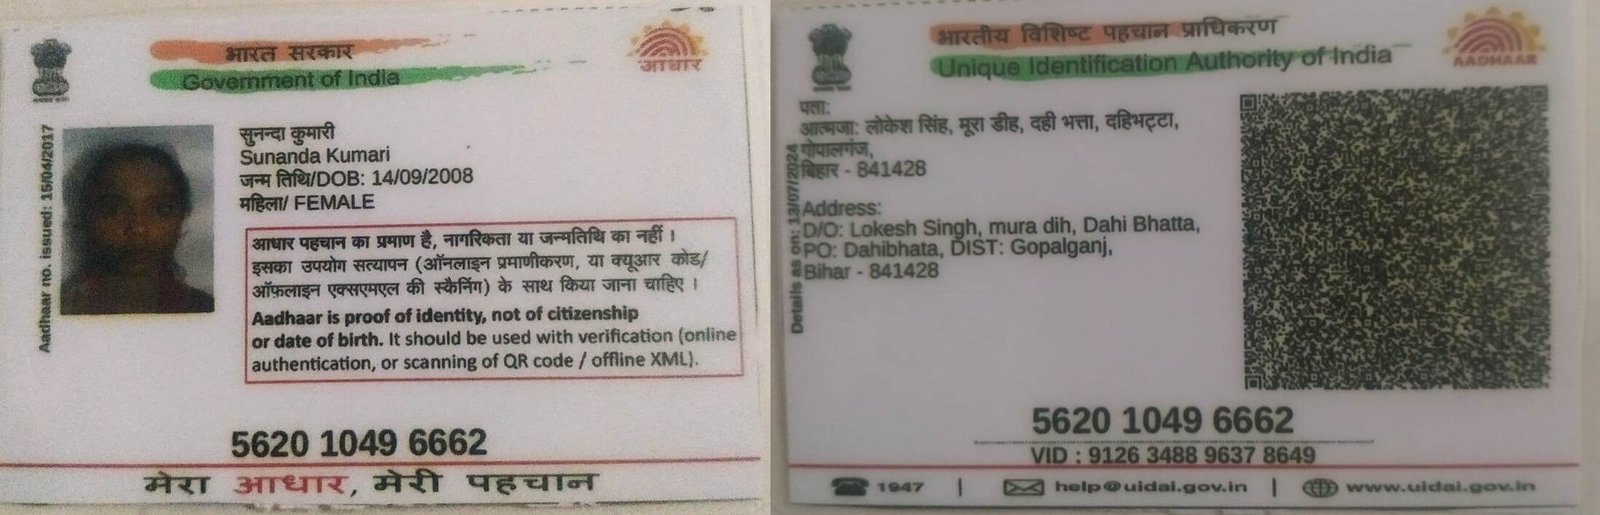 भारत सरकार
Government of India
आधार
Aadhaar no. issued: 15/04/2017
सुनन्दा कुमारी
Sunanda Kumari
जन्म तिथि/DOB: 14/09/2008
महिला/ FEMALE
आधार पहचान का प्रमाण है, नागरिकता या जन्मतिथि का नहीं ।
इसका उपयोग सत्यापन (ऑनलाइन प्रमाणीकरण, या क्यूआर कोड/
ऑफ़लाइन एक्सएमएल की स्कैनिंग) के साथ किया जाना चाहिए ।
Aadhaar is proof of identity, not of citizenship
or date of birth. It should be used with verification (online
authentication, or scanning of QR code / offline XML).
5620 1049 6662
मेरा आधार, मेरी पहचान
भारतीय विशिष्ट पहचान प्राधिकरण
Unique Identification Authority of India
AADHAAR
Details as on: 13/07/2024
पता:
आत्मजा: लोकेश सिंह, मूरा डीह, दही भत्ता, दहिभट्टा,
गोपालगंज,
बिहार - 841428
Address:
D/O: Lokesh Singh, mura dih, Dahi Bhatta,
PO: Dahibhata, DIST: Gopalganj,
Bihar - 841428
5620 1049 6662
VID : 9126 3488 9637 8649
1947 | help@uidai.gov.in | www.uidai.gov.in